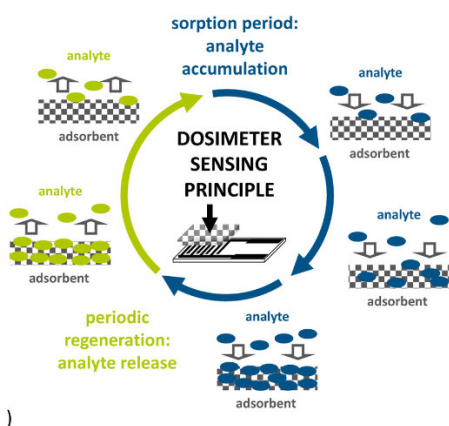 sorption period:
analyte
accumulation
analyte
adsorbent
analyte
adsorbent
analyte
adsorbent
periodic
regeneration:
analyte release
analyte
adsorbent
analyte
adsorbent
DOSIMETER
SENSING
PRINCIPLE
)